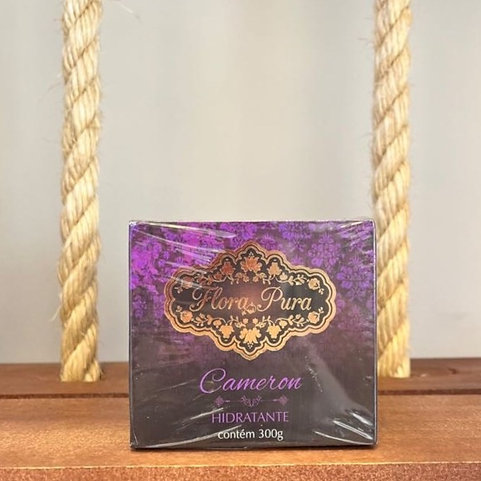 Flora Pura
Cameron
HIDRATANTE
contém 300g